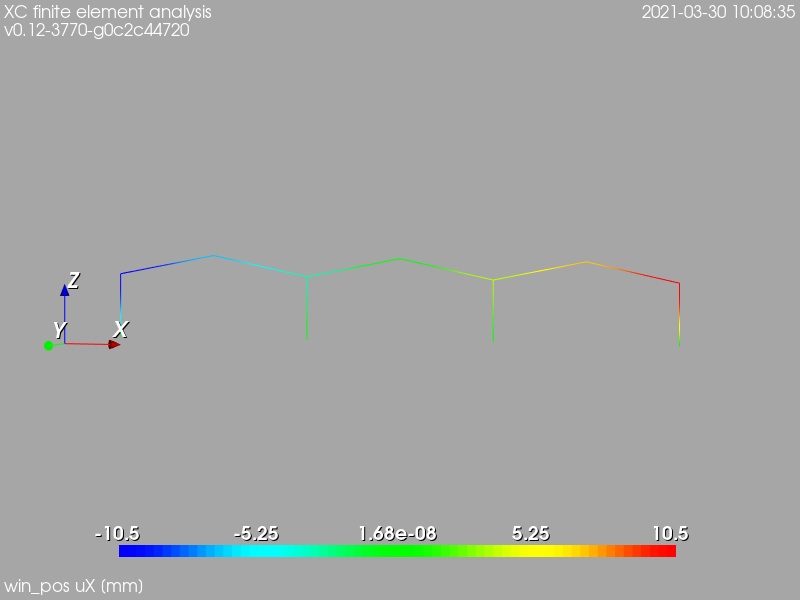 XC finite element analysis
2021-03-30 10:08:35
v0.12-3770-g0c2c44720
Z
Y
X
-10.5 -5.25 1.68e-08 5.25 10.5
win_pos uX [mm]